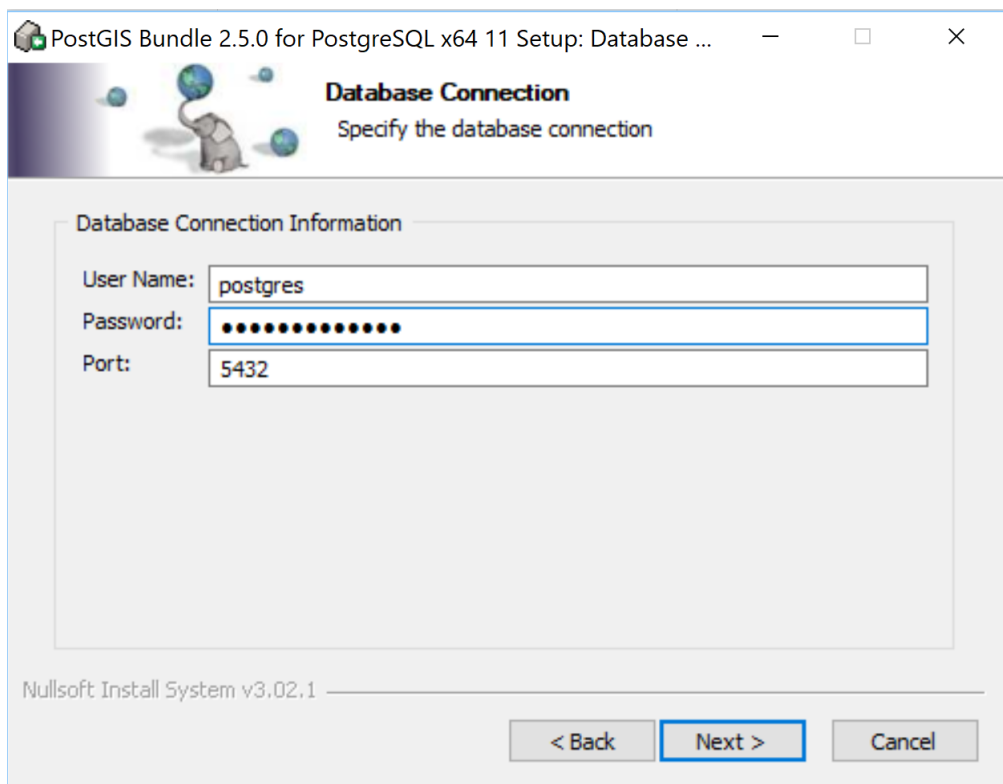 PostGIS Bundle 2.5.0 for PostgreSQL x64 11 Setup: Database ...
Database Connection
Specify the database connection
Database Connection Information
User Name: postgres
Password: •••••••••••••
Port: 5432
Nullsoft Install System v3.02.1
< Back Next > Cancel